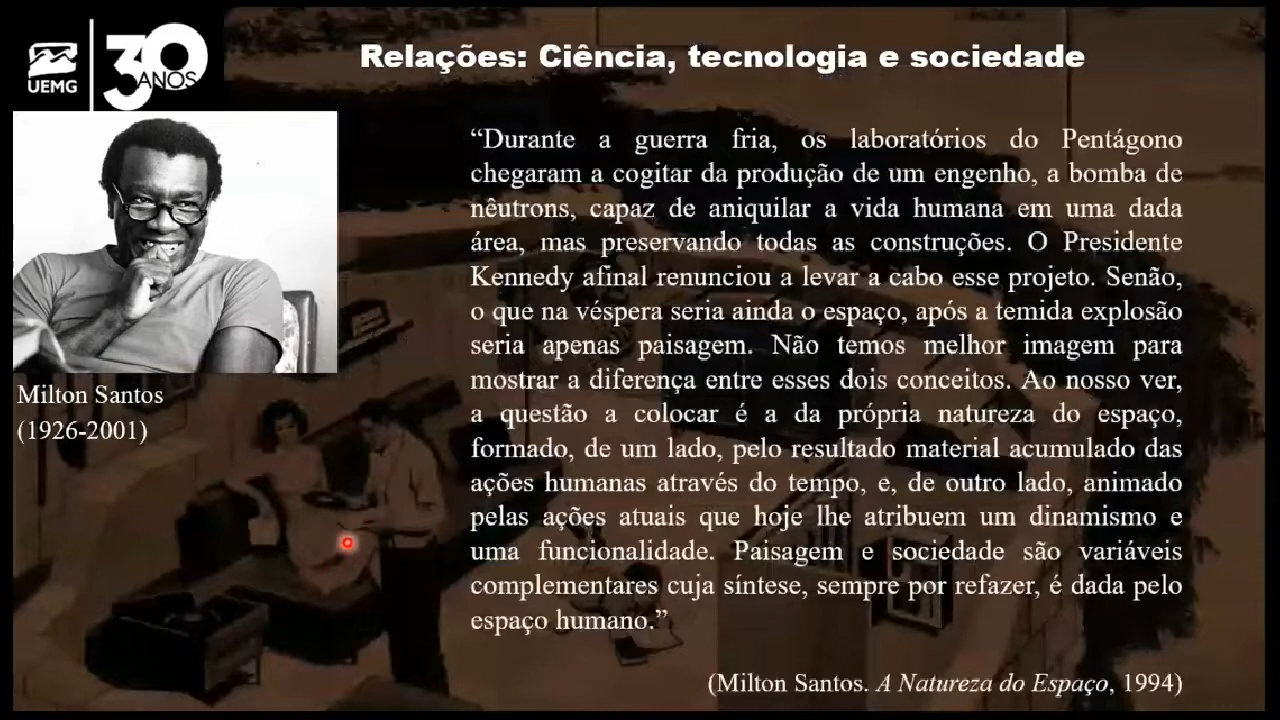 UEMG
30
ANOS
Relações: Ciência, tecnologia e sociedade
Milton Santos
(1926-2001)
“Durante a guerra fria, os laboratórios do Pentágono
chegaram a cogitar da produção de um engenho, a bomba de
nêutrons, capaz de aniquilar a vida humana em uma dada
área, mas preservando todas as construções. O Presidente
Kennedy afinal renunciou a levar a cabo esse projeto. Senão,
o que na véspera seria ainda o espaço, após a temida explosão
seria apenas paisagem. Não temos melhor imagem para
mostrar a diferença entre esses dois conceitos. Ao nosso ver,
a questão a colocar é a da própria natureza do espaço,
formado, de um lado, pelo resultado material acumulado das
ações humanas através do tempo, e, de outro lado, animado
pelas ações atuais que hoje lhe atribuem um dinamismo e
uma funcionalidade. Paisagem e sociedade são variáveis
complementares cuja síntese, sempre por refazer, é dada pelo
espaço humano.”
(Milton Santos. A Natureza do Espaço, 1994)